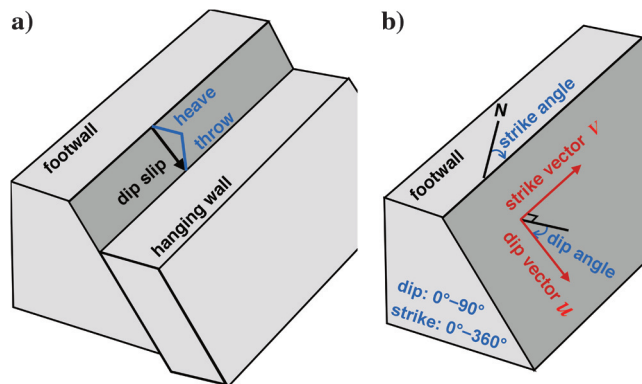 a)
footwall
heave
throw
dip slip
hanging wall
b)
N
strike angle
footwall
strike vector v
dip angle
dip vector u
dip: 0°–90°
strike: 0°–360°